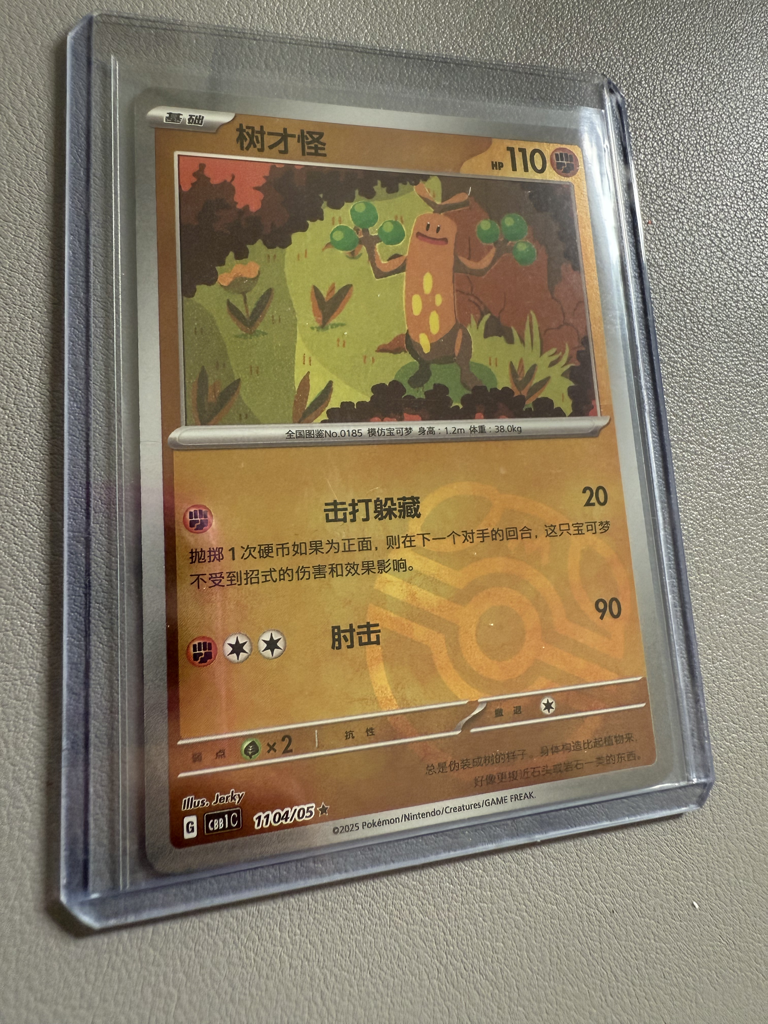 基础
树才怪
HP 110
全国图鉴No.0185 模仿宝可梦 身高：1.2m 体重：38.0kg
击打躲藏 20
抛掷1次硬币如果为正面，则在下一个对手的回合，这只宝可梦
不受到招式的伤害和效果影响。
肘击 90
弱点 ×2 抗性 撤退
总是伪装成树的样子。身体构造比起植物来，
好像更接近石头或岩石一类的东西。
Illus. Jerky
G CBB1C 1104/05 ★
©2025 Pokémon/Nintendo/Creatures/GAME FREAK.